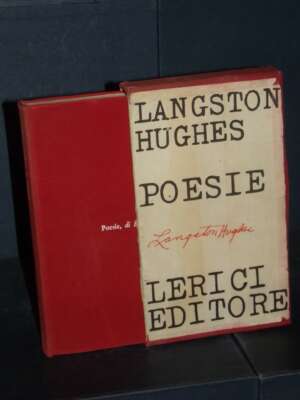 LANGSTON
HUGHES
POESIE
Poesie, di
Langston Hughes
LERICI
EDITORE